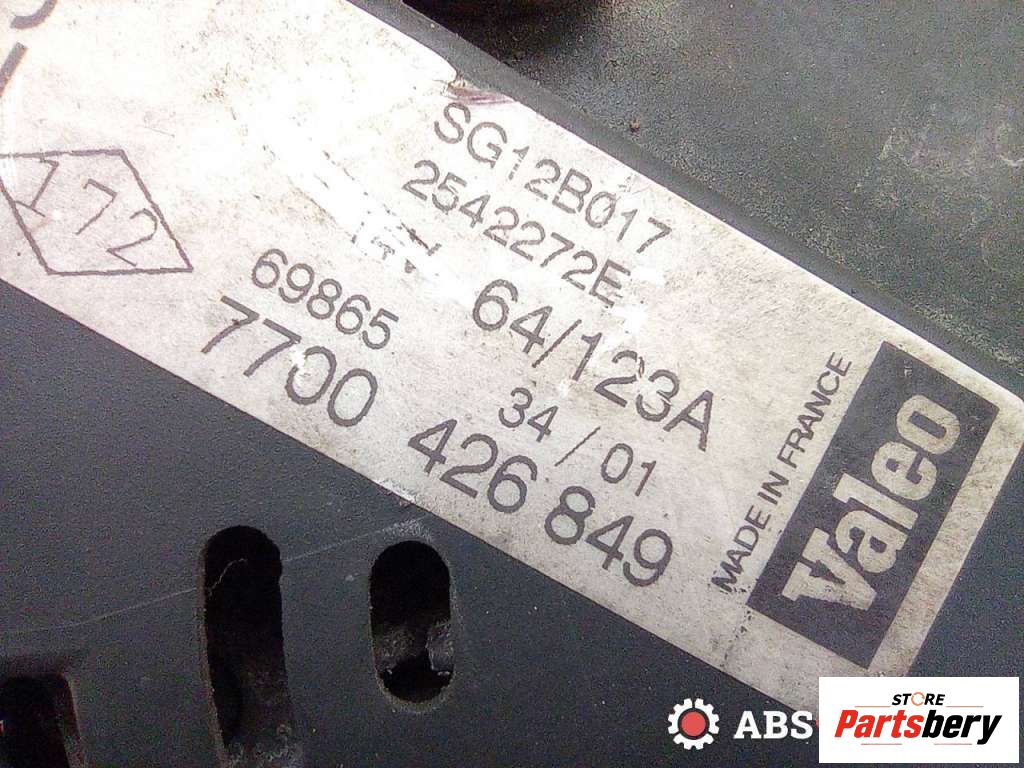 SG12B017
2542272E
64/123A
69865
34/01
7700 426 849
172
MADE IN FRANCE
Valeo
ABS
STORE
Partsbery